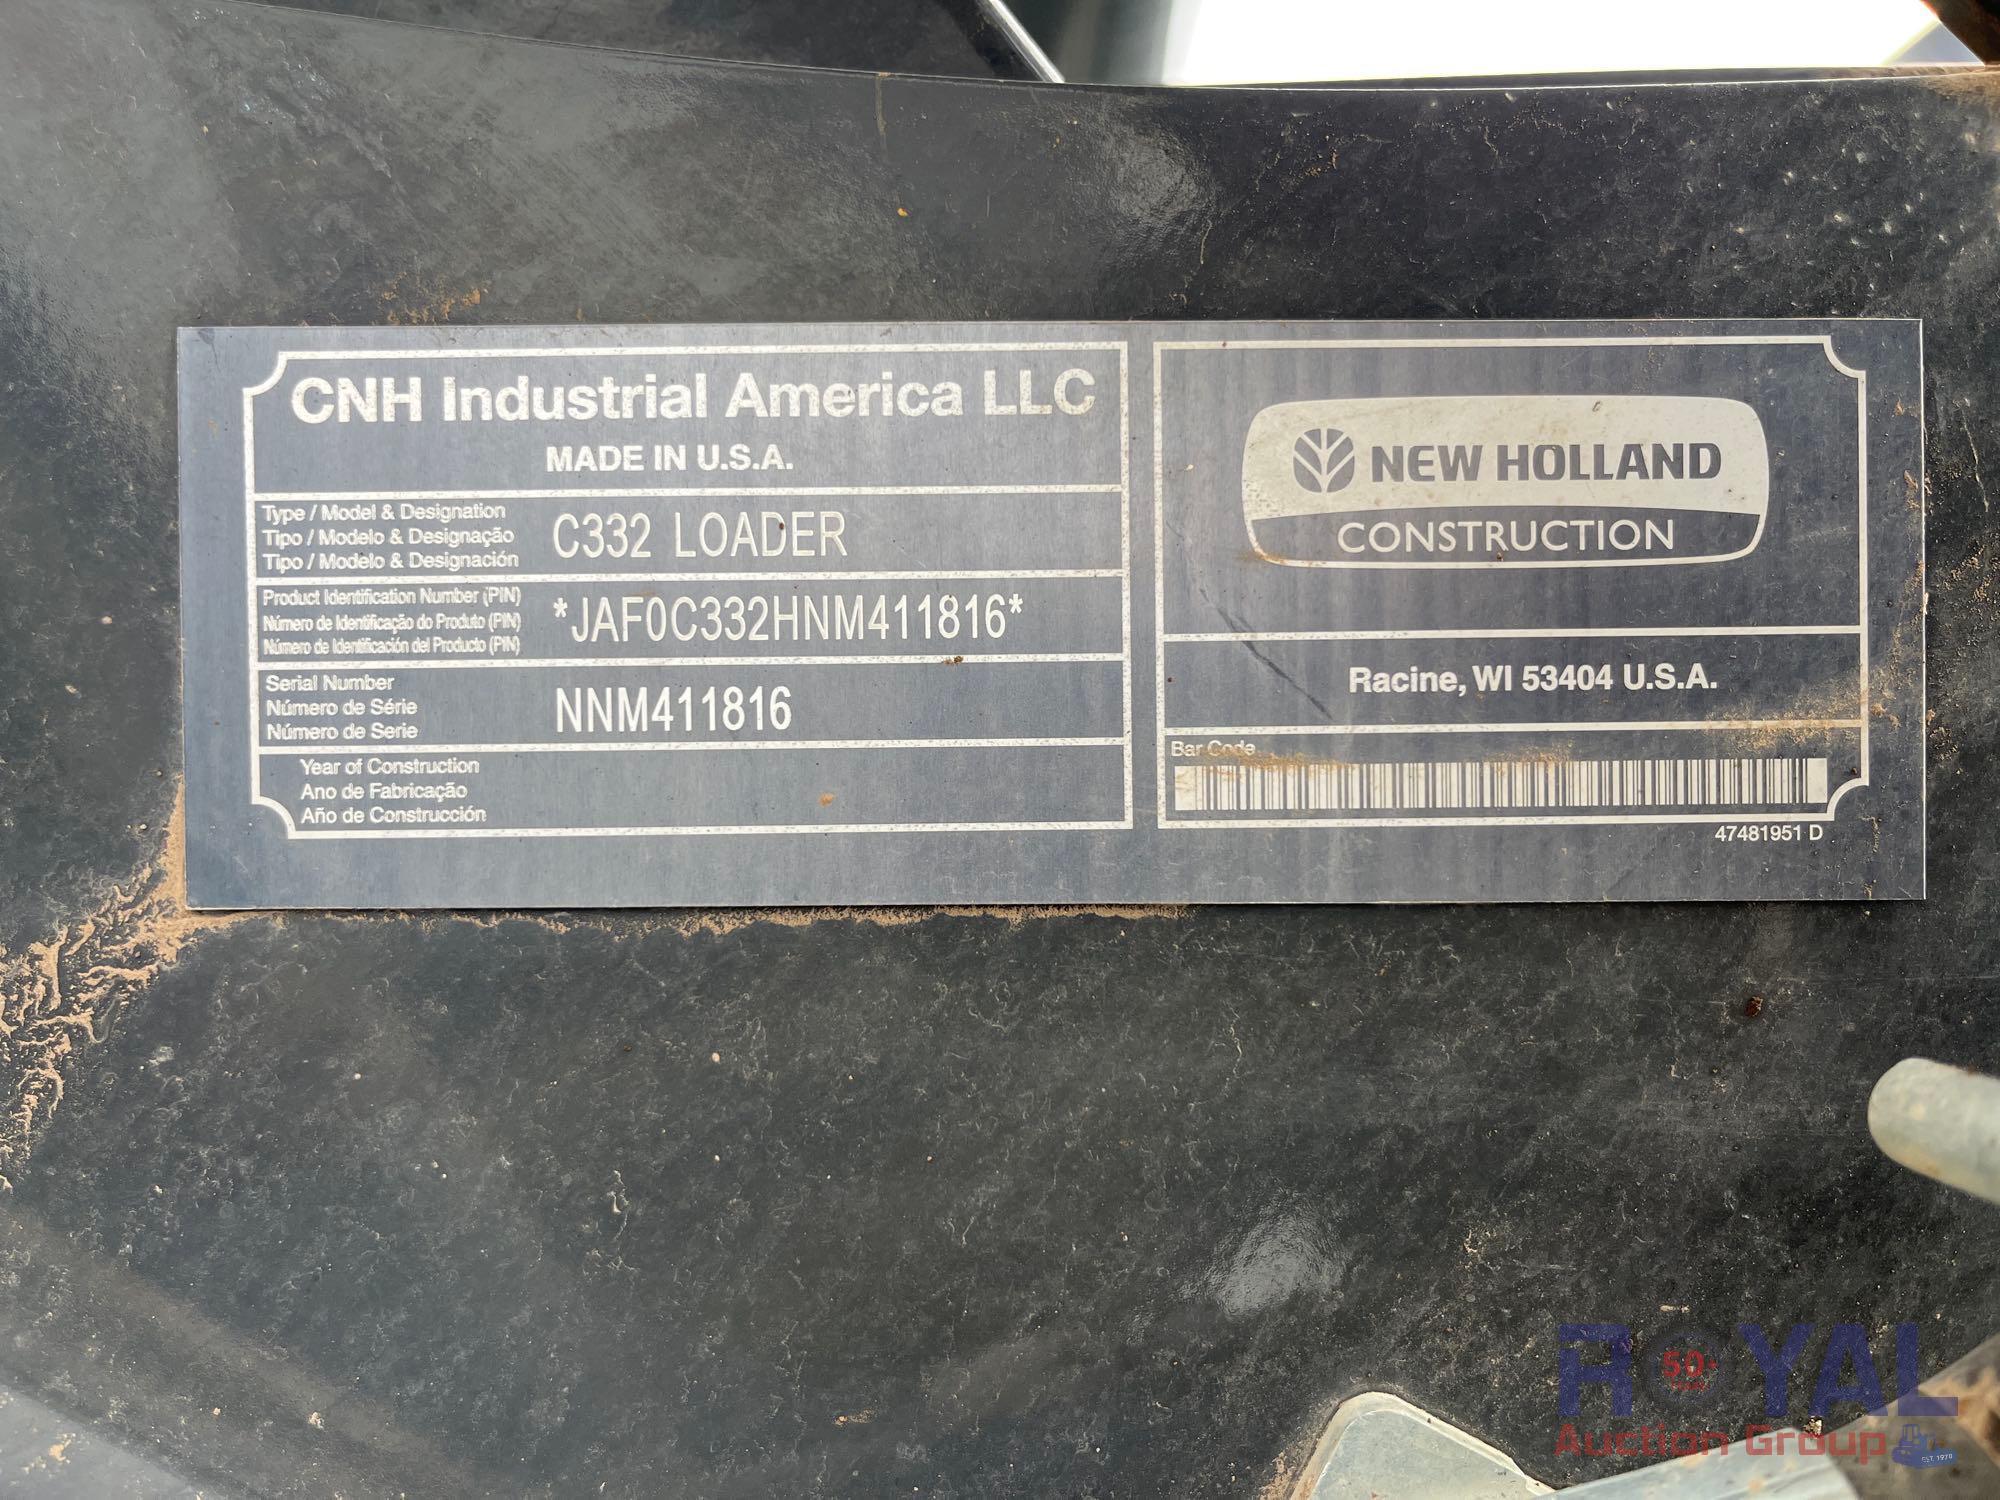 CNH Industrial America LLC
MADE IN U.S.A.
Type / Model & Designation
Tipo / Modelo & Designação
Tipo / Modelo & Designación
C332 LOADER
Product Identification Number (PIN)
Número de Identificação do Produto (PIN)
Número de Identificación del Producto (PIN)
*JAF0C332HNM411816*
Serial Number
Número de Série
Número de Serie
NNM411816
Year of Construction
Ano de Fabricação
Año de Construcción
NEW HOLLAND
CONSTRUCTION
Racine, WI 53404 U.S.A.
Bar Code
47481951 D
ROYAL
50+
Auction Group
EST. 1970